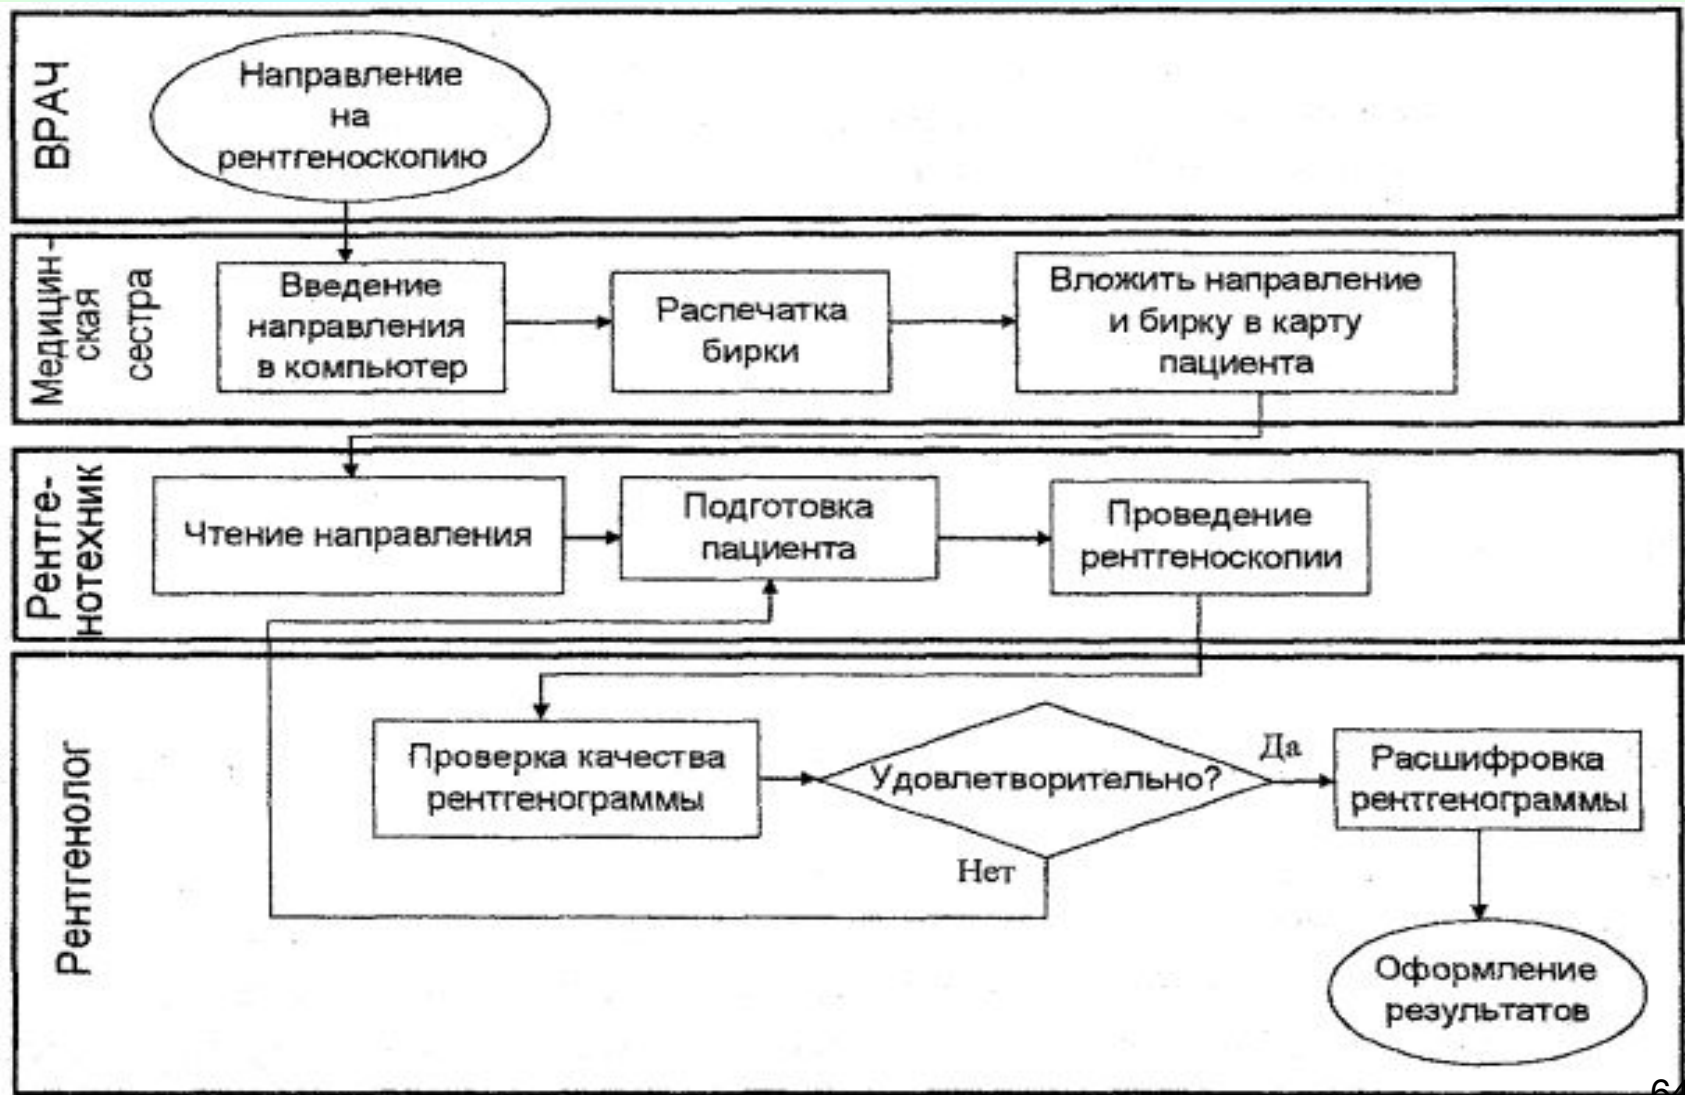 ВРАЧ
Направление
на
рентгеноскопию
Медицин-
ская
сестра
Введение
направления
в компьютер
Распечатка
бирки
Вложить направление
и бирку в карту
пациента
Рентге-
нотехник
Чтение направления
Подготовка
пациента
Проведение
рентгеноскопии
Рентгенолог
Проверка качества
рентгенограммы
Удовлетворительно?
Да
Нет
Расшифровка
рентгенограммы
Оформление
результатов